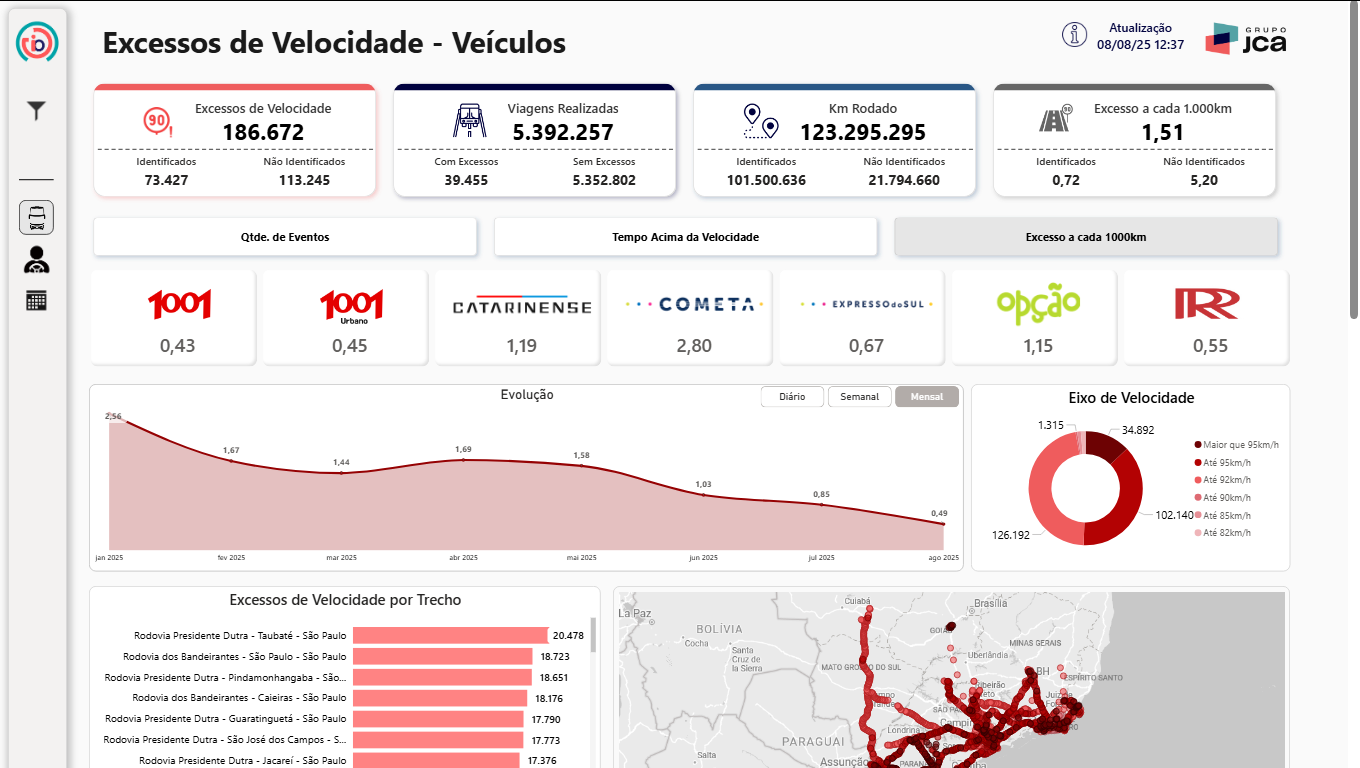 Excessos de Velocidade - Veículos
Atualização
08/08/25 12:37
GRUPO
jca
90
Excessos de Velocidade
186.672
Identificados
Não Identificados
73.427
113.245
Viagens Realizadas
5.392.257
Com Excessos
Sem Excessos
39.455
5.352.802
Km Rodado
123.295.295
Identificados
Não Identificados
101.500.636
21.794.660
Excesso a cada 1.000km
1,51
Identificados
Não Identificados
0,72
5,20
Qtde. de Eventos
Tempo Acima da Velocidade
Excesso a cada 1000km
1001
0,43
1001
Urbano
0,45
CATARINENSE
1,19
COMETA
2,80
EXPRESSO do SUL
0,67
opção
1,15
RR
0,55
Evolução
Diário
Semanal
Mensal
2,56
1,67
1,44
1,69
1,58
1,03
0,85
0,49
jan 2025
fev 2025
mar 2025
abr 2025
mai 2025
jun 2025
jul 2025
ago 2025
Eixo de Velocidade
1.315
34.892
102.140
126.192
Maior que 95km/h
Até 95km/h
Até 92km/h
Até 90km/h
Até 85km/h
Até 82km/h
Excessos de Velocidade por Trecho
Rodovia Presidente Dutra - Taubaté - São Paulo 20.478
Rodovia dos Bandeirantes - São Paulo - São Paulo 18.723
Rodovia Presidente Dutra - Pindamonhangaba - São... 18.651
Rodovia dos Bandeirantes - Caieiras - São Paulo 18.176
Rodovia Presidente Dutra - Guaratinguetá - São Paulo 17.790
Rodovia Presidente Dutra - São José dos Campos - S... 17.773
Rodovia Presidente Dutra - Jacareí - São Paulo 17.376
La Paz
Cuiabá
Brasília
BOLÍVIA
Cocha
Santa
Cruz de
la Sierra
GOIÁ
MINAS GERAIS
Uberlândia
MATO GROSSO DO SUL
BH
ESPÍRITO SANTO
Londrina
Campin
PARAGUAI
Salta
Assunção
PARANÁ